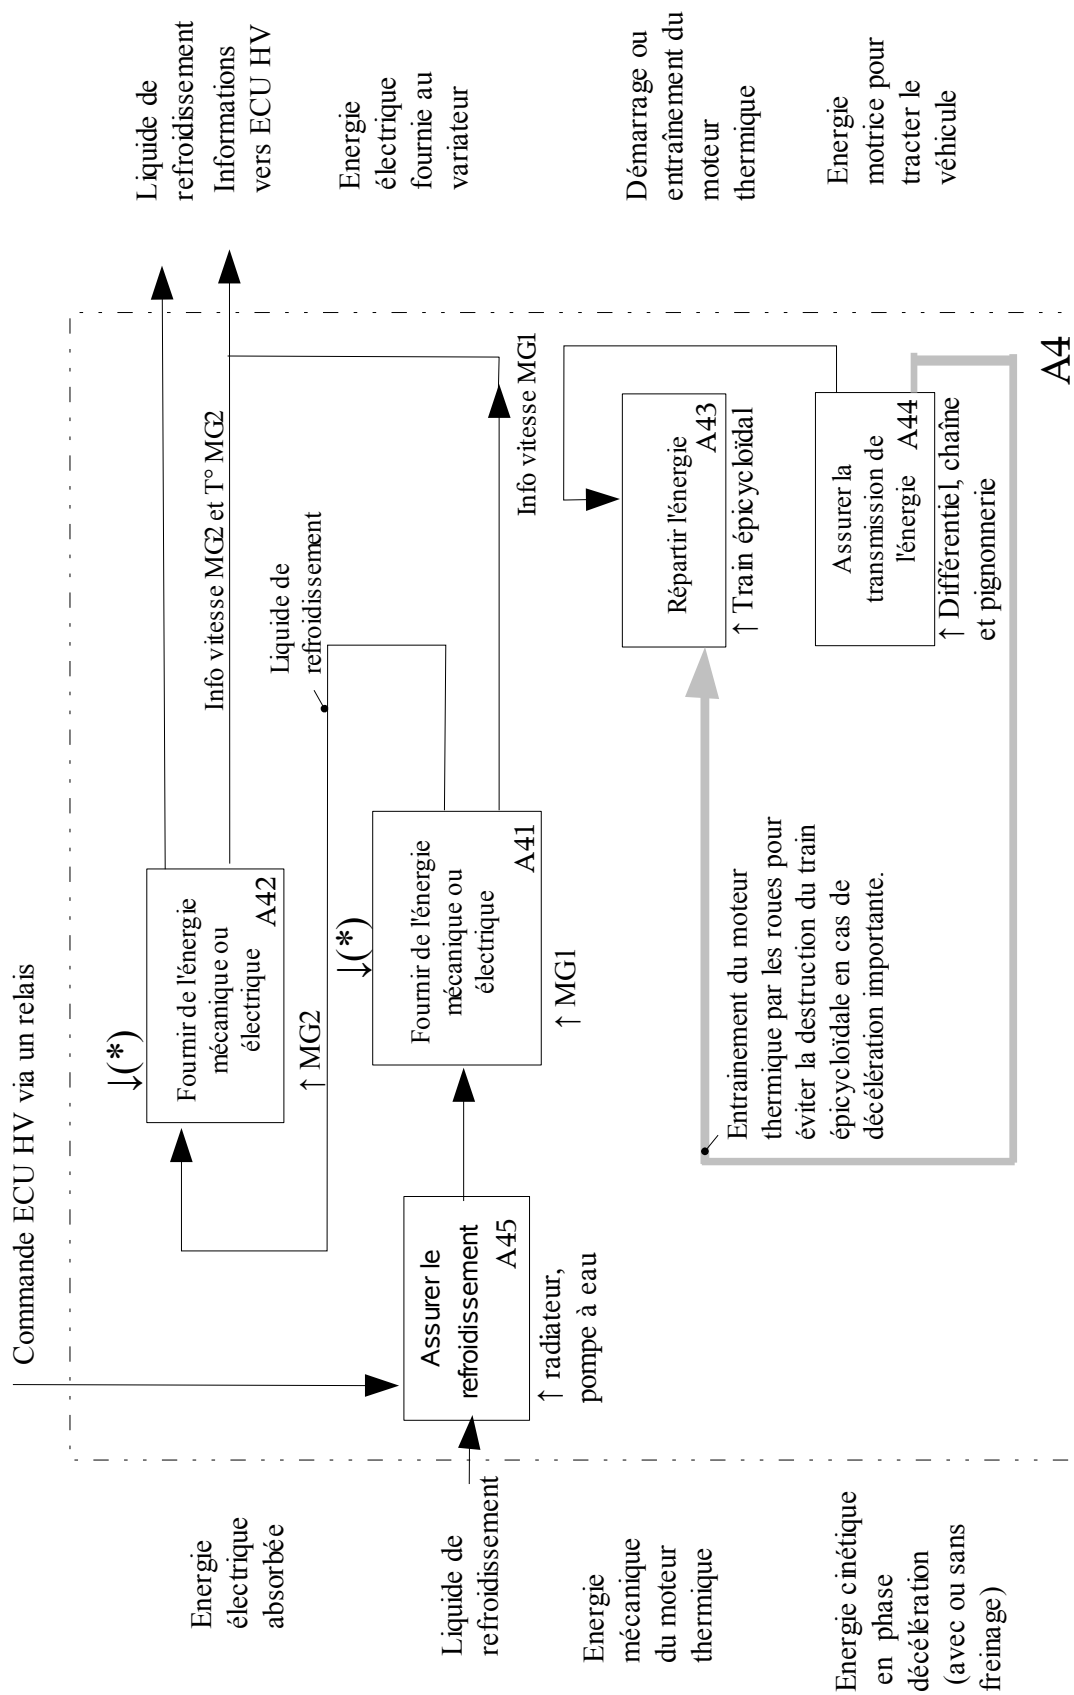 Commande ECU HV via un relais
Energie
électrique
absorbée
Liquide de
refroidissement
Energie
mécanique
du moteur
thermique
Energie cinétique
en phase
décélération
(avec ou sans
freinage)
↓(*)
Fournir de l'énergie
mécanique ou
électrique
A42
↑ MG2
↓(*)
Fournir de l'énergie
mécanique ou
électrique
A41
↑ MG1
Assurer le
refroidissement
A45
↑ radiateur,
pompe à eau
Info vitesse MG2 et T° MG2
Liquide de
refroidissement
Info vitesse MG1
Répartir l'énergie
A43
↑ Train épicycloïdal
Assurer la
transmission de
l'énergie
A44
↑ Différentiel, chaîne
et pignonnerie
Entrainement du moteur
thermique par les roues pour
éviter la destruction du train
épicycloïdale en cas de
décélération importante.
A4
Liquide de
refroidissement
Informations
vers ECU HV
Energie
électrique
fournie au
variateur
Démarrage ou
entraînement du
moteur
thermique
Energie
motrice pour
tracter le
véhicule